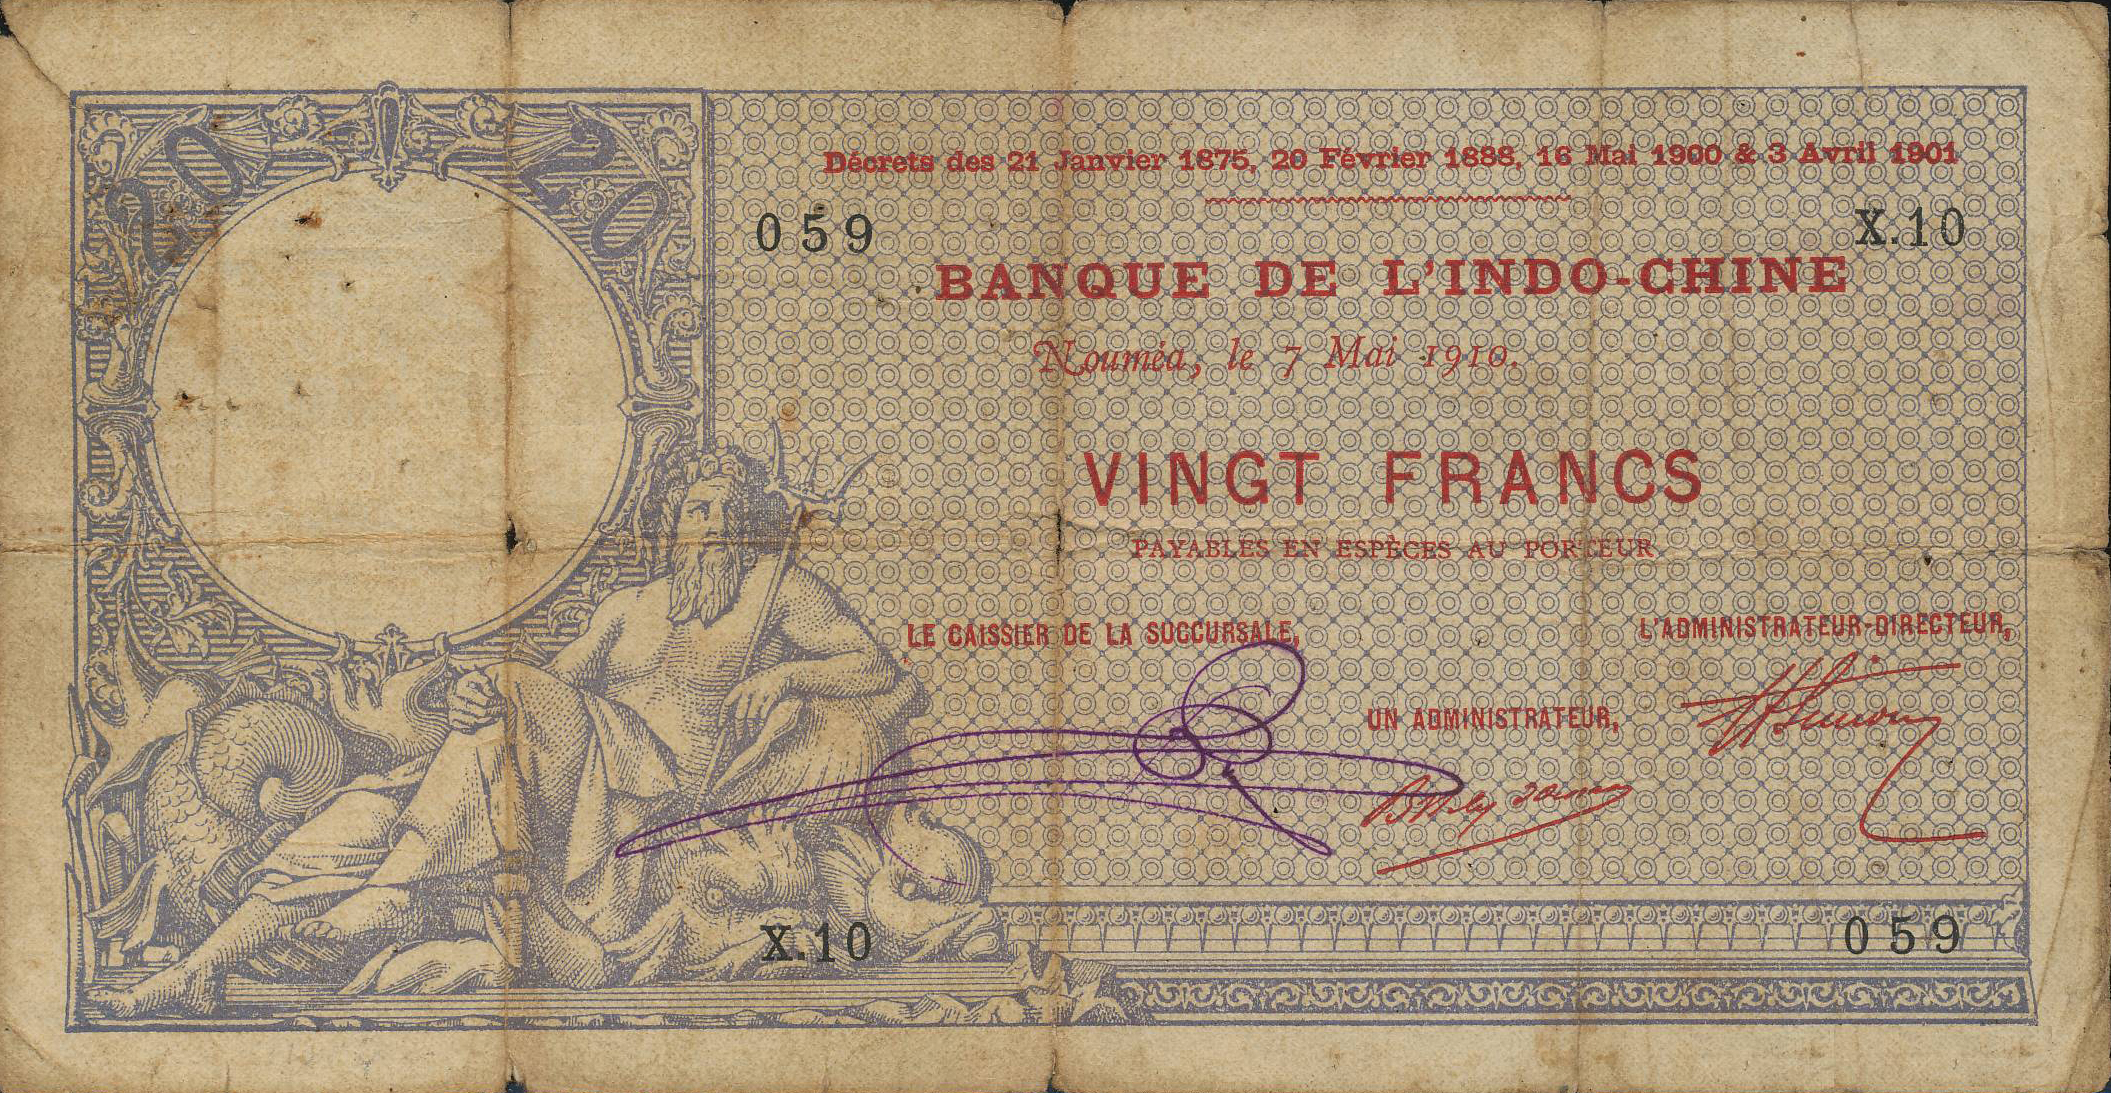 20 20
Décrets des 21 Janvier 1875, 20 Février 1888, 16 Mai 1900 & 3 Avril 1901
059 X.10
BANQUE DE L'INDO-CHINE
Nouméa, le 7 Mai 1910.
VINGT FRANCS
PAYABLES EN ESPÈCES AU PORTEUR
LE CAISSIER DE LA SUCCURSALE, L'ADMINISTRATEUR-DIRECTEUR,
UN ADMINISTRATEUR,
X.10 059